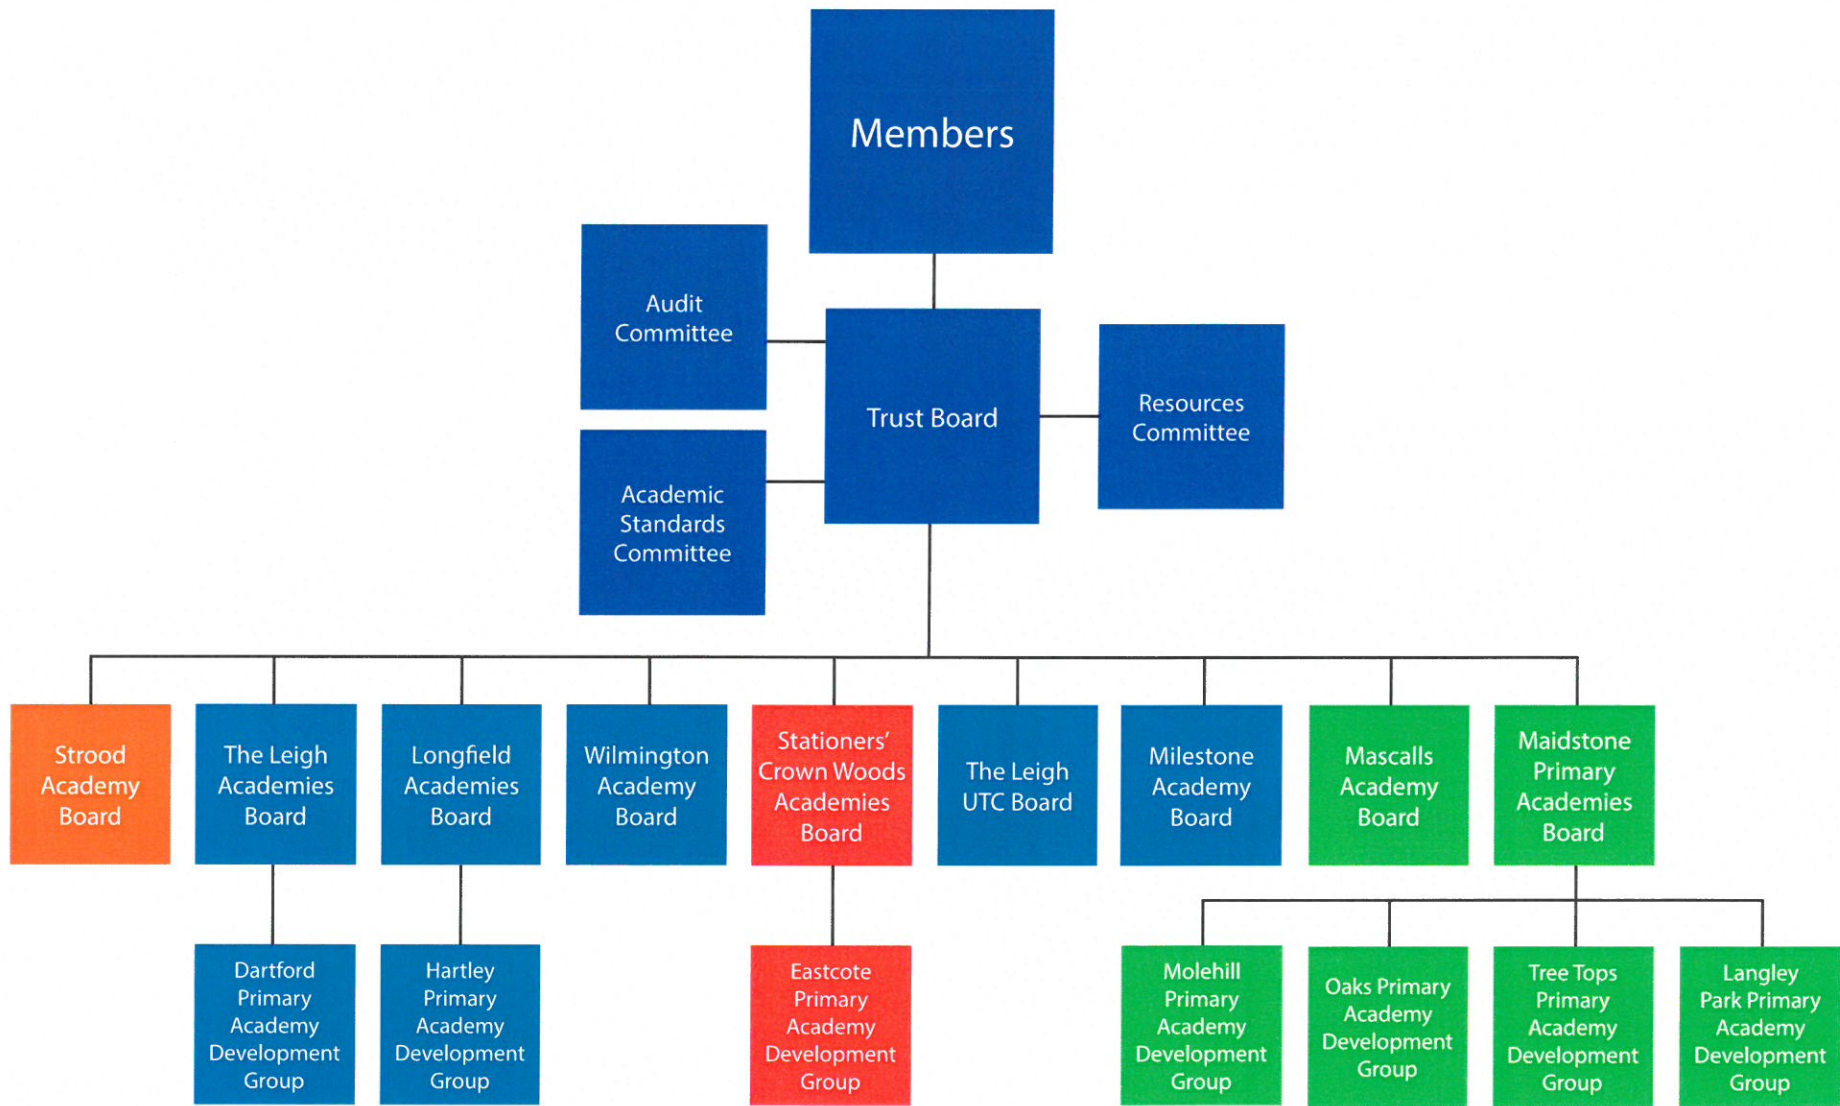 Members
Audit
Committee
Trust Board
Resources
Committee
Academic
Standards
Committee
Strood
Academy
Board
The Leigh
Academies
Board
Longfield
Academies
Board
Wilmington
Academy
Board
Stationers’
Crown Woods
Academies
Board
The Leigh
UTC Board
Milestone
Academy
Board
Mascalls
Academy
Board
Maidstone
Primary
Academies
Board
Dartford
Primary
Academy
Development
Group
Hartley
Primary
Academy
Development
Group
Eastcote
Primary
Academy
Development
Group
Molehill
Primary
Academy
Development
Group
Oaks Primary
Academy
Development
Group
Tree Tops
Primary
Academy
Development
Group
Langley
Park Primary
Academy
Development
Group